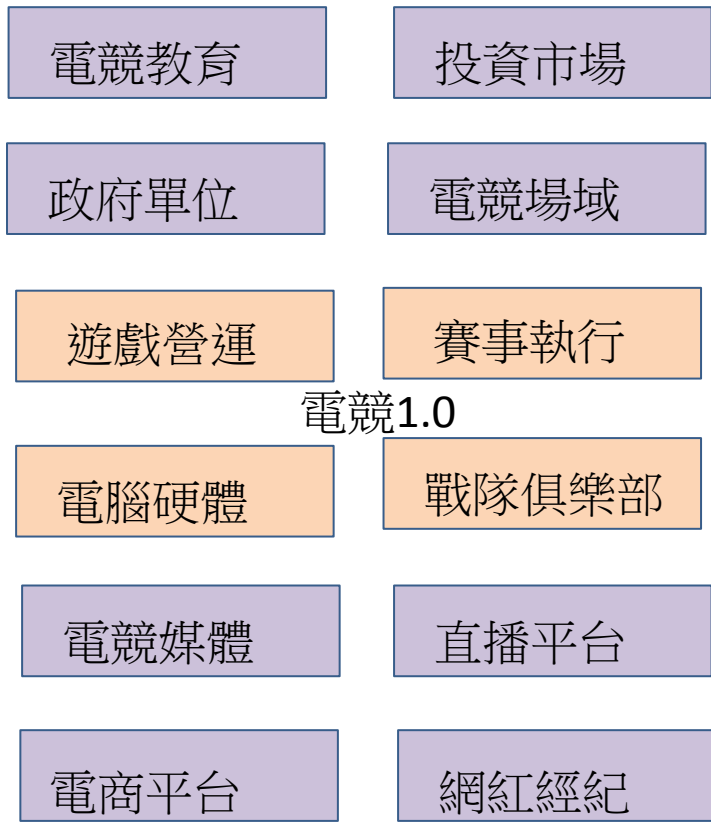 電競教育
投資市場
政府單位
電競場域
遊戲營運
賽事執行
電競1.0
電腦硬體
戰隊俱樂部
電競媒體
直播平台
電商平台
網紅經紀